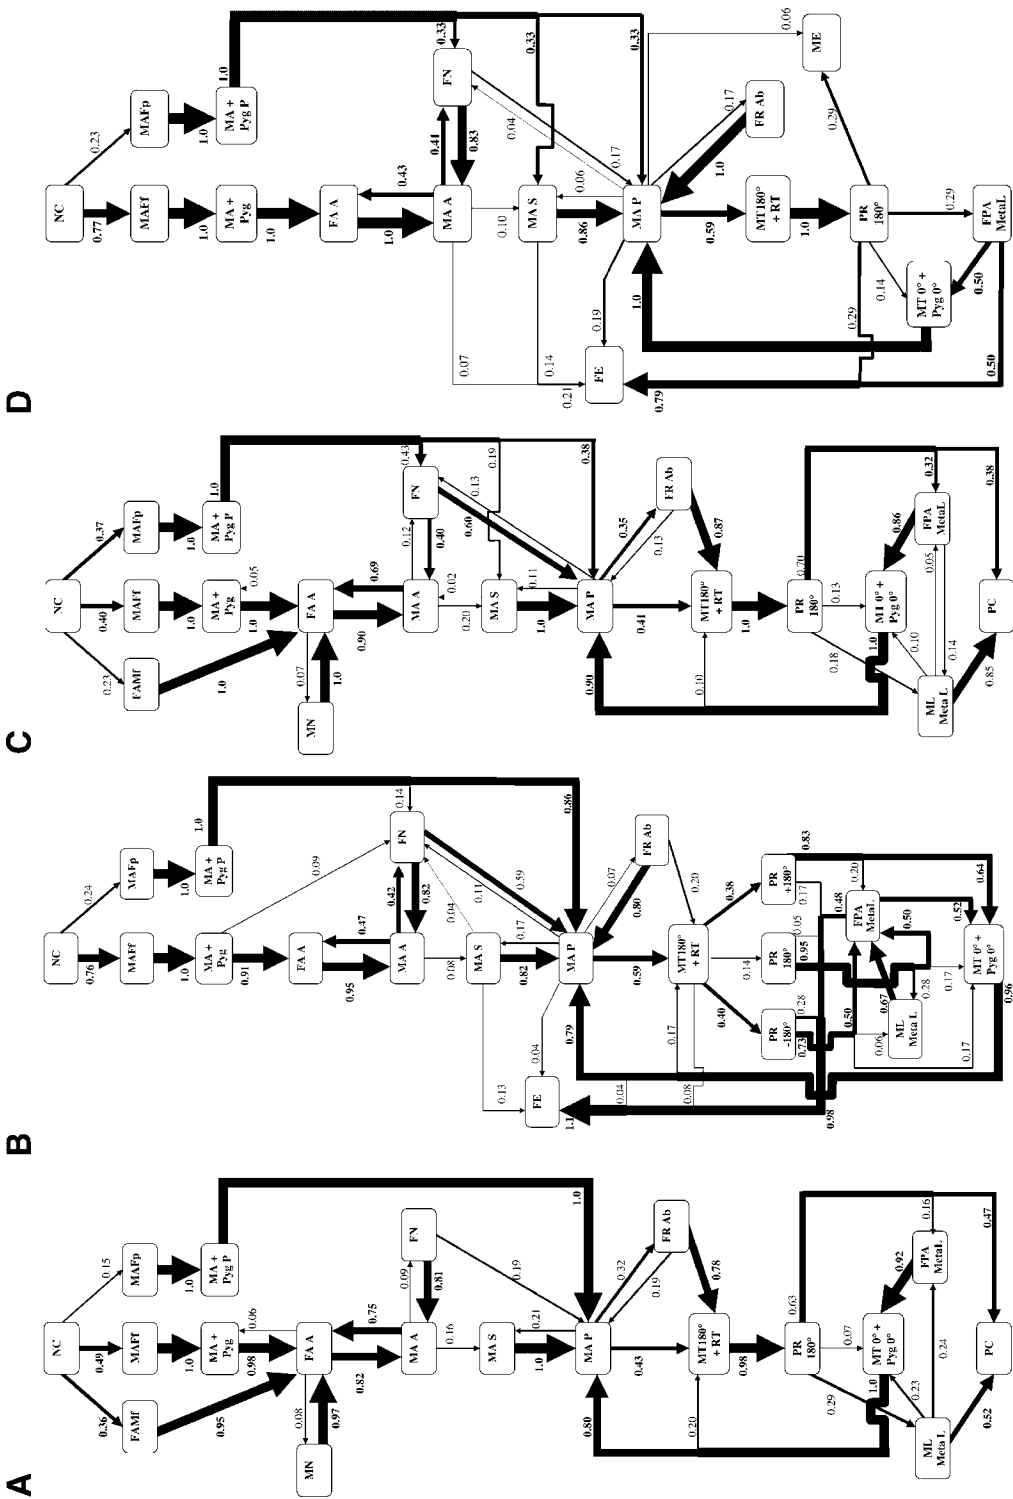 A
NC
0.36
0.49
0.15
FAMf
MAFf
MAFp
1.0
1.0
0.95
MA +
Pyg
MA +
Pyg P
0.98
0.06
FA A
0.08
0.97
MN
0.82
0.75
MA A
0.09
0.81
FN
0.16
0.19
MA S
1.0
0.21
1.0
MA P
0.80
0.43
0.32
0.19
FR Ab
0.78
MT180°
+ RT
0.20
0.98
PR
180°
0.63
0.29
0.07
MT 0° +
Pyg 0°
1.0
0.92
0.16
FPA
MetaL
0.23
0.24
ML
Meta L
0.52
0.47
PC
B
NC
0.76
0.24
MAFf
MAFp
1.0
1.0
MA +
Pyg
MA +
Pyg P
1.0
0.91
0.09
FA A
0.95
0.47
MA A
0.42
0.82
FN
0.14
0.08
0.04
0.11
0.59
0.86
MA S
0.82
0.17
0.13
MA P
0.04
FE
1.1
0.79
0.59
0.07
0.80
FR Ab
0.20
MT180°
+ RT
0.17
0.08
0.04
0.40
0.14
0.38
PR
-180°
PR
180°
PR
+180°
0.73
0.28
0.95
0.05
0.17
0.83
0.20
0.48
FPA
MetaL
0.50
0.50
0.52
0.64
0.67
0.06
0.28
ML
Meta L
0.17
0.17
MT 0° +
Pyg 0°
0.96
0.98
C
NC
0.23
0.40
0.37
FAMf
MAFf
MAFp
1.0
1.0
1.0
MA +
Pyg
MA +
Pyg P
1.0
1.0
0.05
FA A
0.07
1.0
MN
0.90
0.69
MA A
0.12
0.40
FN
0.43
0.02
0.20
0.60
0.13
0.19
0.38
MA S
1.0
0.11
MA P
0.90
0.41
0.35
0.13
FR Ab
0.87
MT180°
+ RT
0.10
1.0
PR
180°
0.70
0.18
0.13
MT 0° +
Pyg 0°
1.0
0.86
0.32
FPA
MetaL
0.05
0.10
0.14
ML
Meta L
0.85
0.38
PC
D
NC
0.77
0.23
MAFf
MAFp
1.0
1.0
MA +
Pyg
MA +
Pyg P
1.0
1.0
FA A
1.0
0.43
MA A
0.41
0.83
FN
0.33
0.33
0.33
0.10
0.04
0.17
0.07
MA S
0.86
0.06
0.14
MA P
0.19
0.21
FE
0.79
1.0
0.59
0.17
1.0
FR Ab
0.06
ME
MT180°
+ RT
1.0
PR
180°
0.29
0.29
0.29
0.14
MT 0° +
Pyg 0°
0.50
FPA
MetaL
0.50